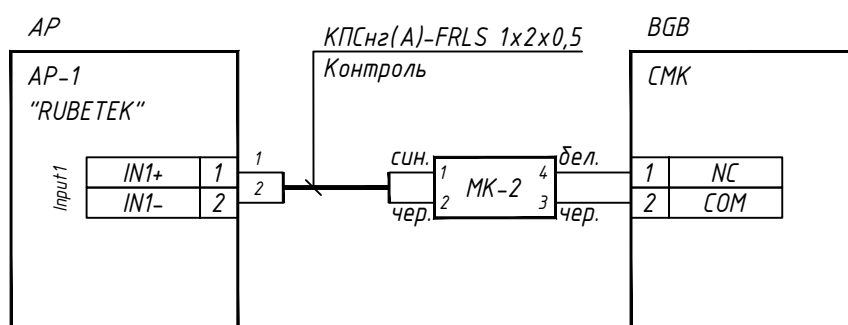 AP
КПСнг(А)-FRLS 1x2x0,5
Контроль
BGB
AP-1
"RUBETEK"
СМК
Input1
IN1+ 1
IN1- 2
1
2
син.
чер.
1
2
МК-2
4
3
бел.
чер.
1 NC
2 COM